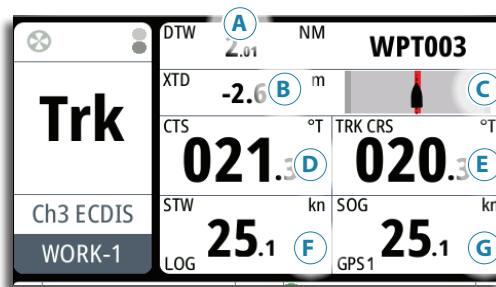 A
DTW 2.01 NM WPT003
XTD -2.6 B m C
Trk
CTS °T TRK CRS °T
021.3 D 020.3 E
Ch3 ECDIS
STW kn SOG kn
25.1 F 25.1 G
WORK-1
LOG GPS1